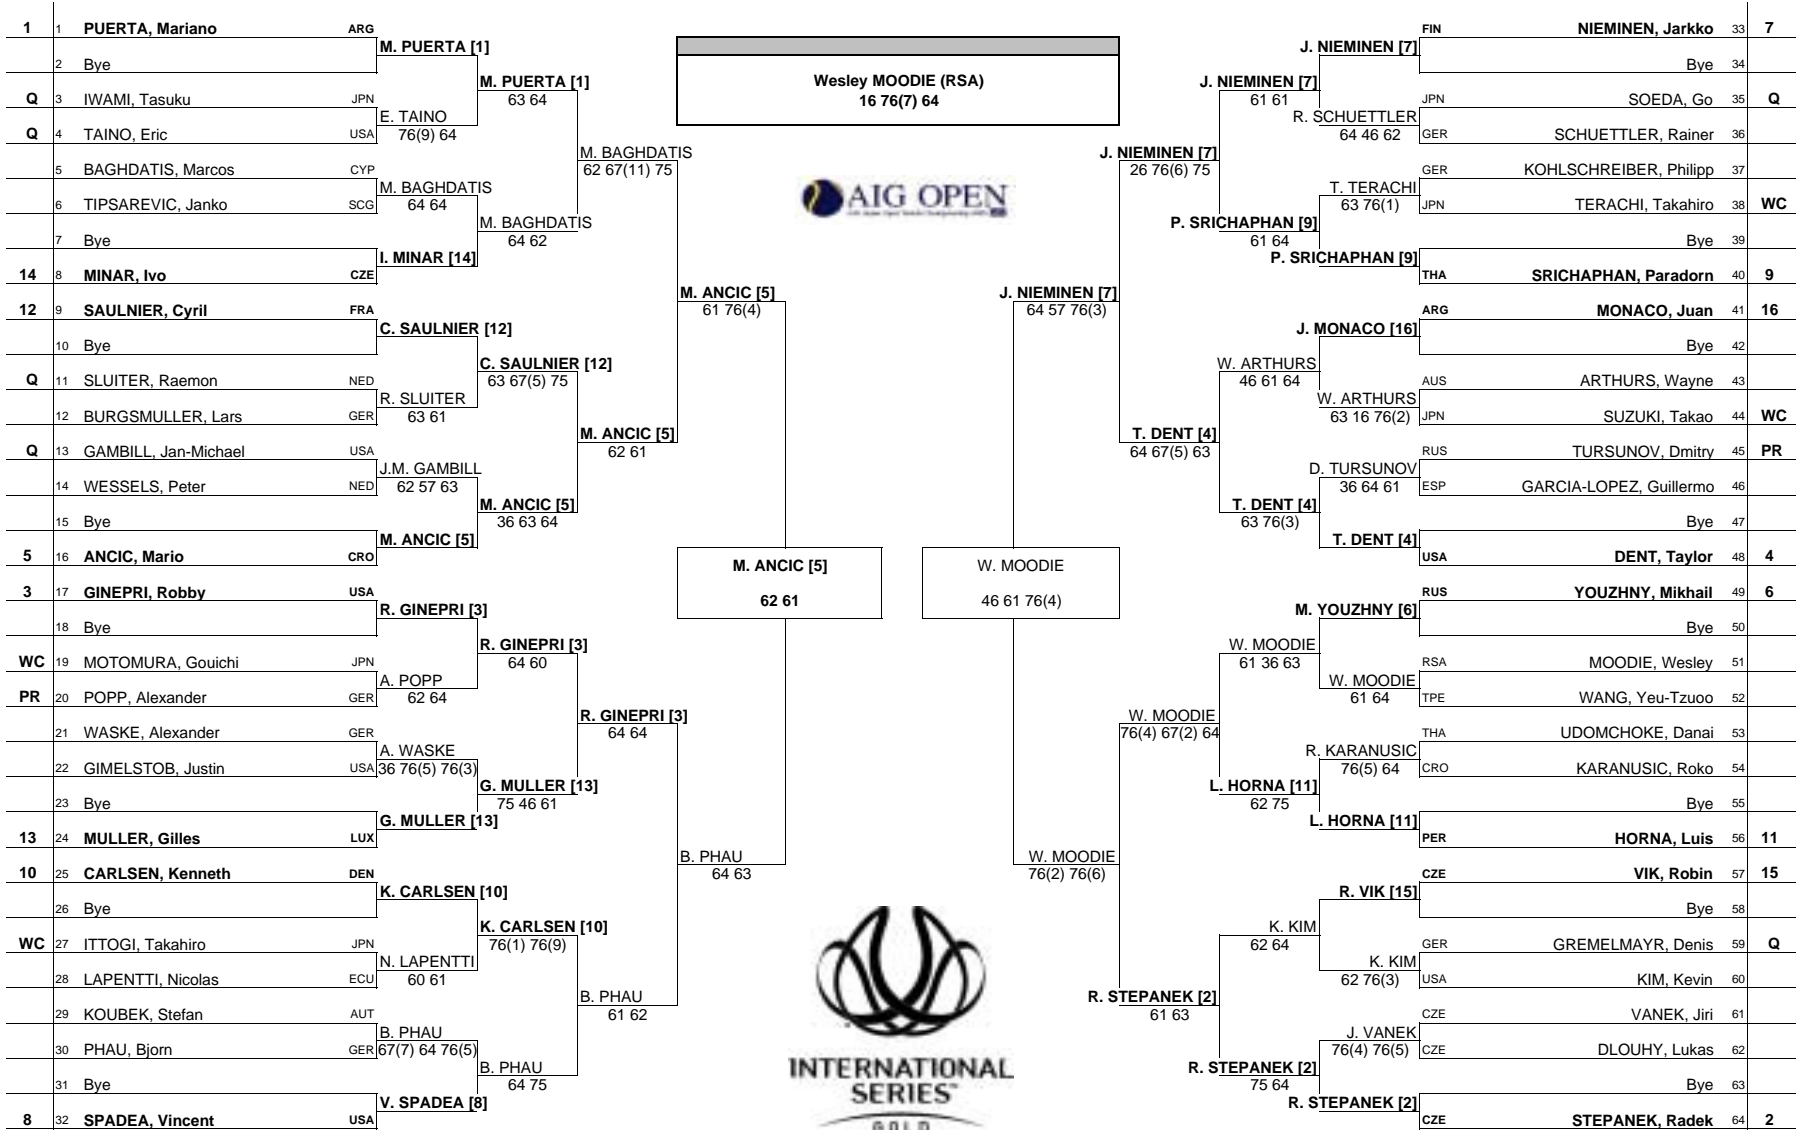 1 1 PUERTA, Mariano ARG
2 Bye
Q 3 IWAMI, Tasuku JPN
Q 4 TAINO, Eric USA
5 BAGHDATIS, Marcos CYP
6 TIPSAREVIC, Janko SCG
7 Bye
14 8 MINAR, Ivo CZE
12 9 SAULNIER, Cyril FRA
10 Bye
Q 11 SLUITER, Raemon NED
12 BURGSMULLER, Lars GER
Q 13 GAMBILL, Jan-Michael USA
14 WESSELS, Peter NED
15 Bye
5 16 ANCIC, Mario CRO
3 17 GINEPRI, Robby USA
18 Bye
WC 19 MOTOMURA, Gouichi JPN
PR 20 POPP, Alexander GER
21 WASKE, Alexander GER
22 GIMELSTOB, Justin USA
23 Bye
13 24 MULLER, Gilles LUX
10 25 CARLSEN, Kenneth DEN
26 Bye
WC 27 ITTOGI, Takahiro JPN
28 LAPENTTI, Nicolas ECU
29 KOUBEK, Stefan AUT
30 PHAU, Bjorn GER
31 Bye
8 32 SPADEA, Vincent USA
M. PUERTA [1]
E. TAINO
76(9) 64
M. BAGHDATIS
64 64
I. MINAR [14]
C. SAULNIER [12]
R. SLUITER
63 61
J.M. GAMBILL
62 57 63
M. ANCIC [5]
R. GINEPRI [3]
A. POPP
62 64
A. WASKE
36 76(5) 76(3)
G. MULLER [13]
K. CARLSEN [10]
N. LAPENTTI
60 61
B. PHAU
67(7) 64 76(5)
V. SPADEA [8]
M. PUERTA [1]
63 64
M. BAGHDATIS
64 62
C. SAULNIER [12]
63 67(5) 75
M. ANCIC [5]
36 63 64
R. GINEPRI [3]
64 60
G. MULLER [13]
75 46 61
K. CARLSEN [10]
76(1) 76(9)
B. PHAU
64 75
M. BAGHDATIS
62 67(11) 75
M. ANCIC [5]
62 61
R. GINEPRI [3]
64 64
B. PHAU
61 62
M. ANCIC [5]
61 76(4)
B. PHAU
64 63
M. ANCIC [5]
62 61
Wesley MOODIE (RSA)
16 76(7) 64
AIG OPEN
INTERNATIONAL
SERIES™
GOLD
W. MOODIE
46 61 76(4)
J. NIEMINEN [7]
64 57 76(3)
W. MOODIE
76(2) 76(6)
J. NIEMINEN [7]
26 76(6) 75
T. DENT [4]
64 67(5) 63
W. MOODIE
76(4) 67(2) 64
R. STEPANEK [2]
61 63
J. NIEMINEN [7]
61 61
P. SRICHAPHAN [9]
61 64
W. ARTHURS
46 61 64
T. DENT [4]
63 76(3)
W. MOODIE
61 36 63
L. HORNA [11]
62 75
K. KIM
62 64
R. STEPANEK [2]
75 64
J. NIEMINEN [7]
R. SCHUETTLER
64 46 62
T. TERACHI
63 76(1)
P. SRICHAPHAN [9]
J. MONACO [16]
W. ARTHURS
63 16 76(2)
D. TURSUNOV
36 64 61
T. DENT [4]
M. YOUZHNY [6]
W. MOODIE
61 64
R. KARANUSIC
76(5) 64
L. HORNA [11]
R. VIK [15]
K. KIM
62 76(3)
J. VANEK
76(4) 76(5)
R. STEPANEK [2]
FIN NIEMINEN, Jarkko 33 7
Bye 34
JPN SOEDA, Go 35 Q
GER SCHUETTLER, Rainer 36
GER KOHLSCHREIBER, Philipp 37
JPN TERACHI, Takahiro 38 WC
Bye 39
THA SRICHAPHAN, Paradorn 40 9
ARG MONACO, Juan 41 16
Bye 42
AUS ARTHURS, Wayne 43
JPN SUZUKI, Takao 44 WC
RUS TURSUNOV, Dmitry 45 PR
ESP GARCIA-LOPEZ, Guillermo 46
Bye 47
USA DENT, Taylor 48 4
RUS YOUZHNY, Mikhail 49 6
Bye 50
RSA MOODIE, Wesley 51
TPE WANG, Yeu-Tzuoo 52
THA UDOMCHOKE, Danai 53
CRO KARANUSIC, Roko 54
Bye 55
PER HORNA, Luis 56 11
CZE VIK, Robin 57 15
Bye 58
GER GREMELMAYR, Denis 59 Q
USA KIM, Kevin 60
CZE VANEK, Jiri 61
CZE DLOUHY, Lukas 62
Bye 63
CZE STEPANEK, Radek 64 2